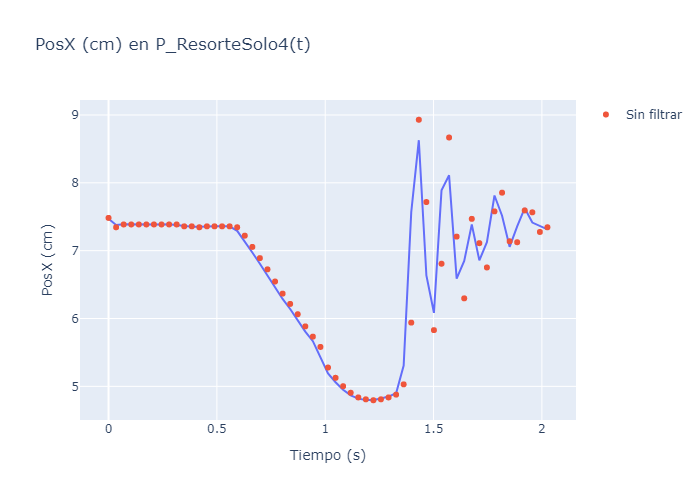 PosX (cm) en P_ResorteSolo4(t)
Sin filtrar
9
8
7
6
5
PosX (cm)
0
0.5
1
1.5
2
Tiempo (s)